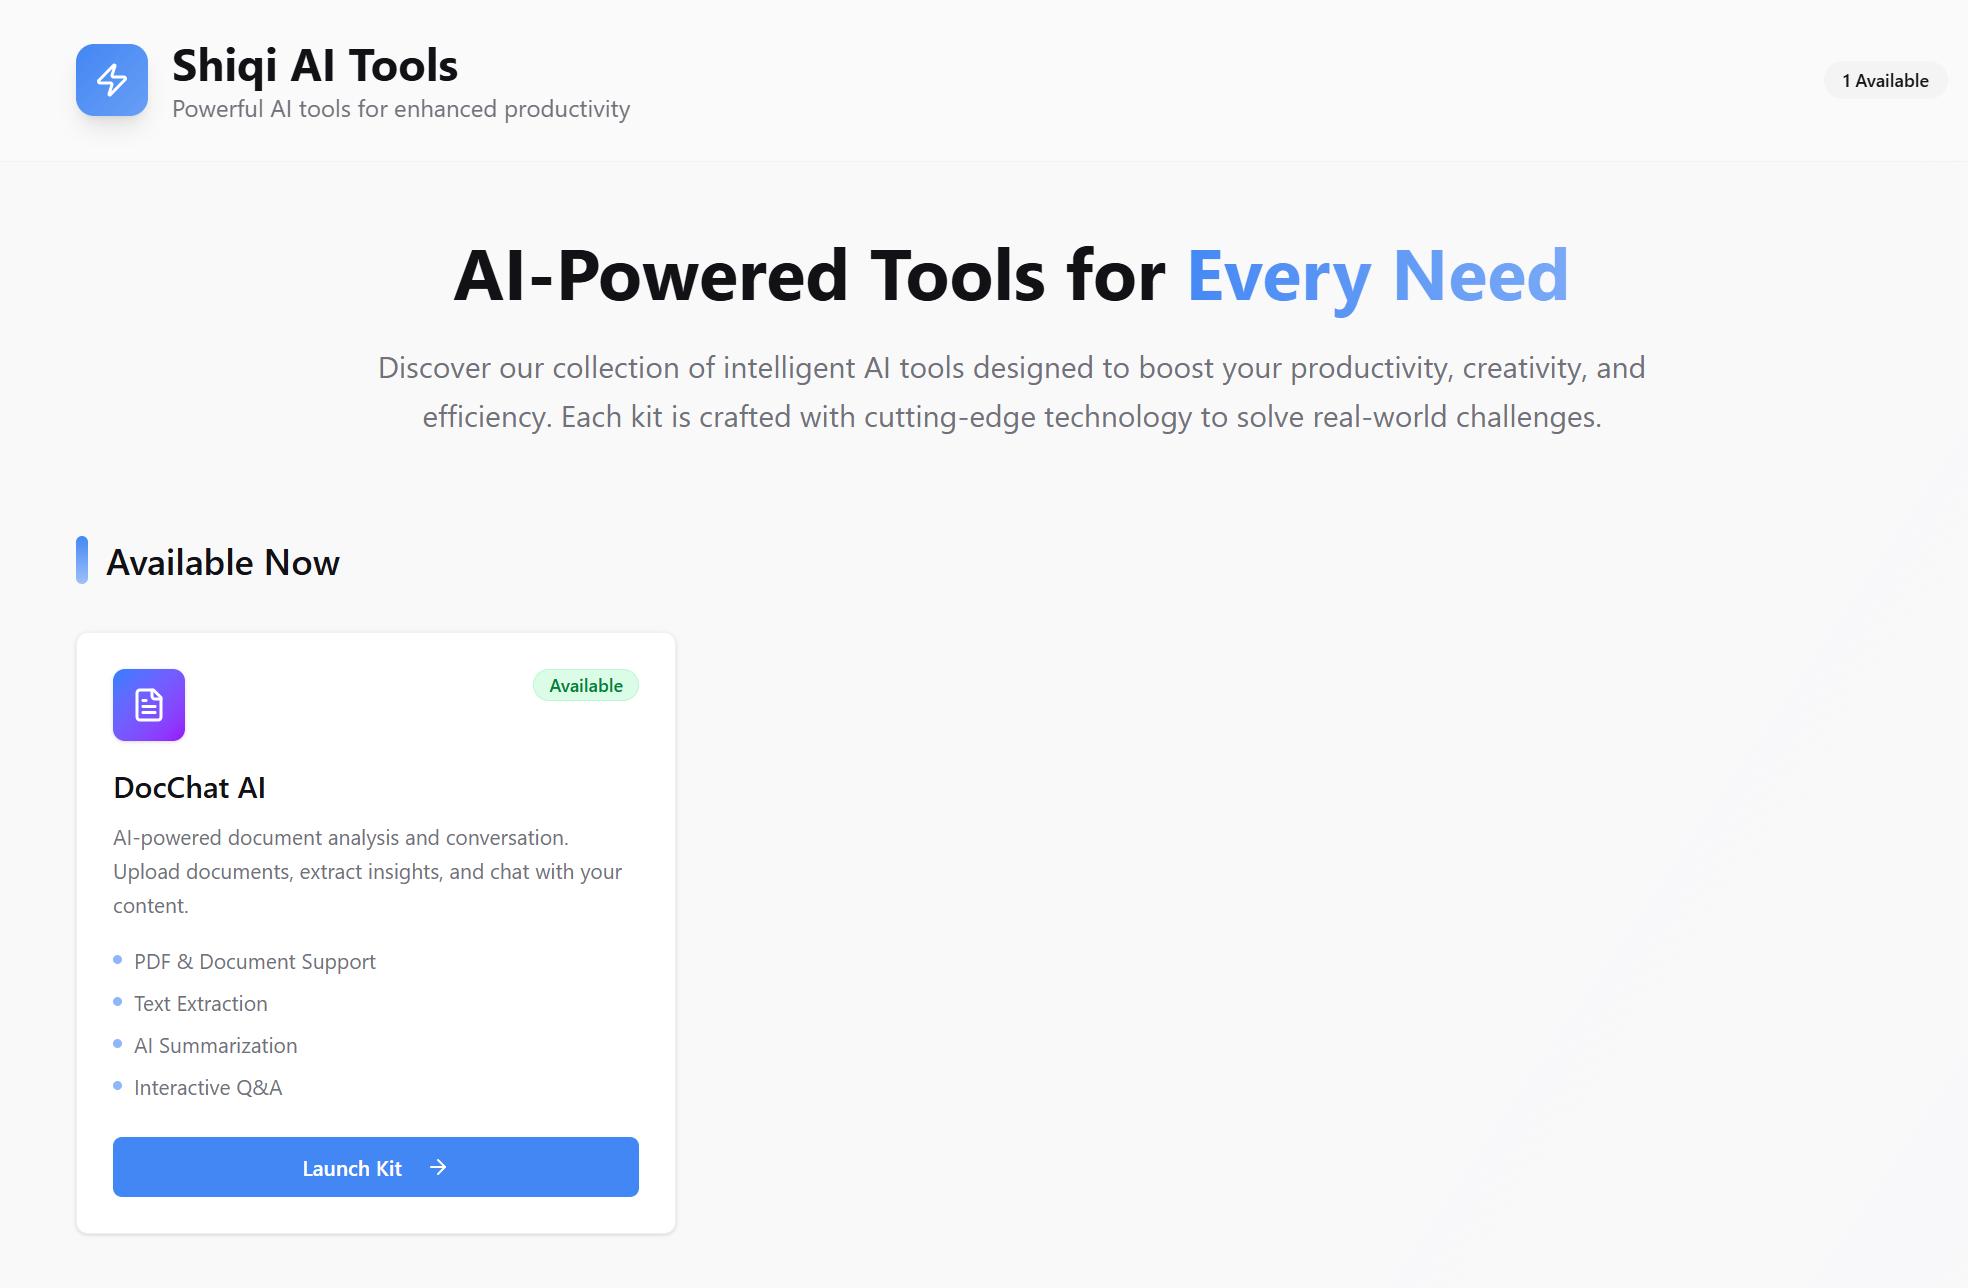 Shiqi AI Tools
Powerful AI tools for enhanced productivity
1 Available
AI-Powered Tools for Every Need
Discover our collection of intelligent AI tools designed to boost your productivity, creativity, and
efficiency. Each kit is crafted with cutting-edge technology to solve real-world challenges.
Available Now
Available
DocChat AI
AI-powered document analysis and conversation.
Upload documents, extract insights, and chat with your
content.
PDF & Document Support
Text Extraction
AI Summarization
Interactive Q&A
Launch Kit